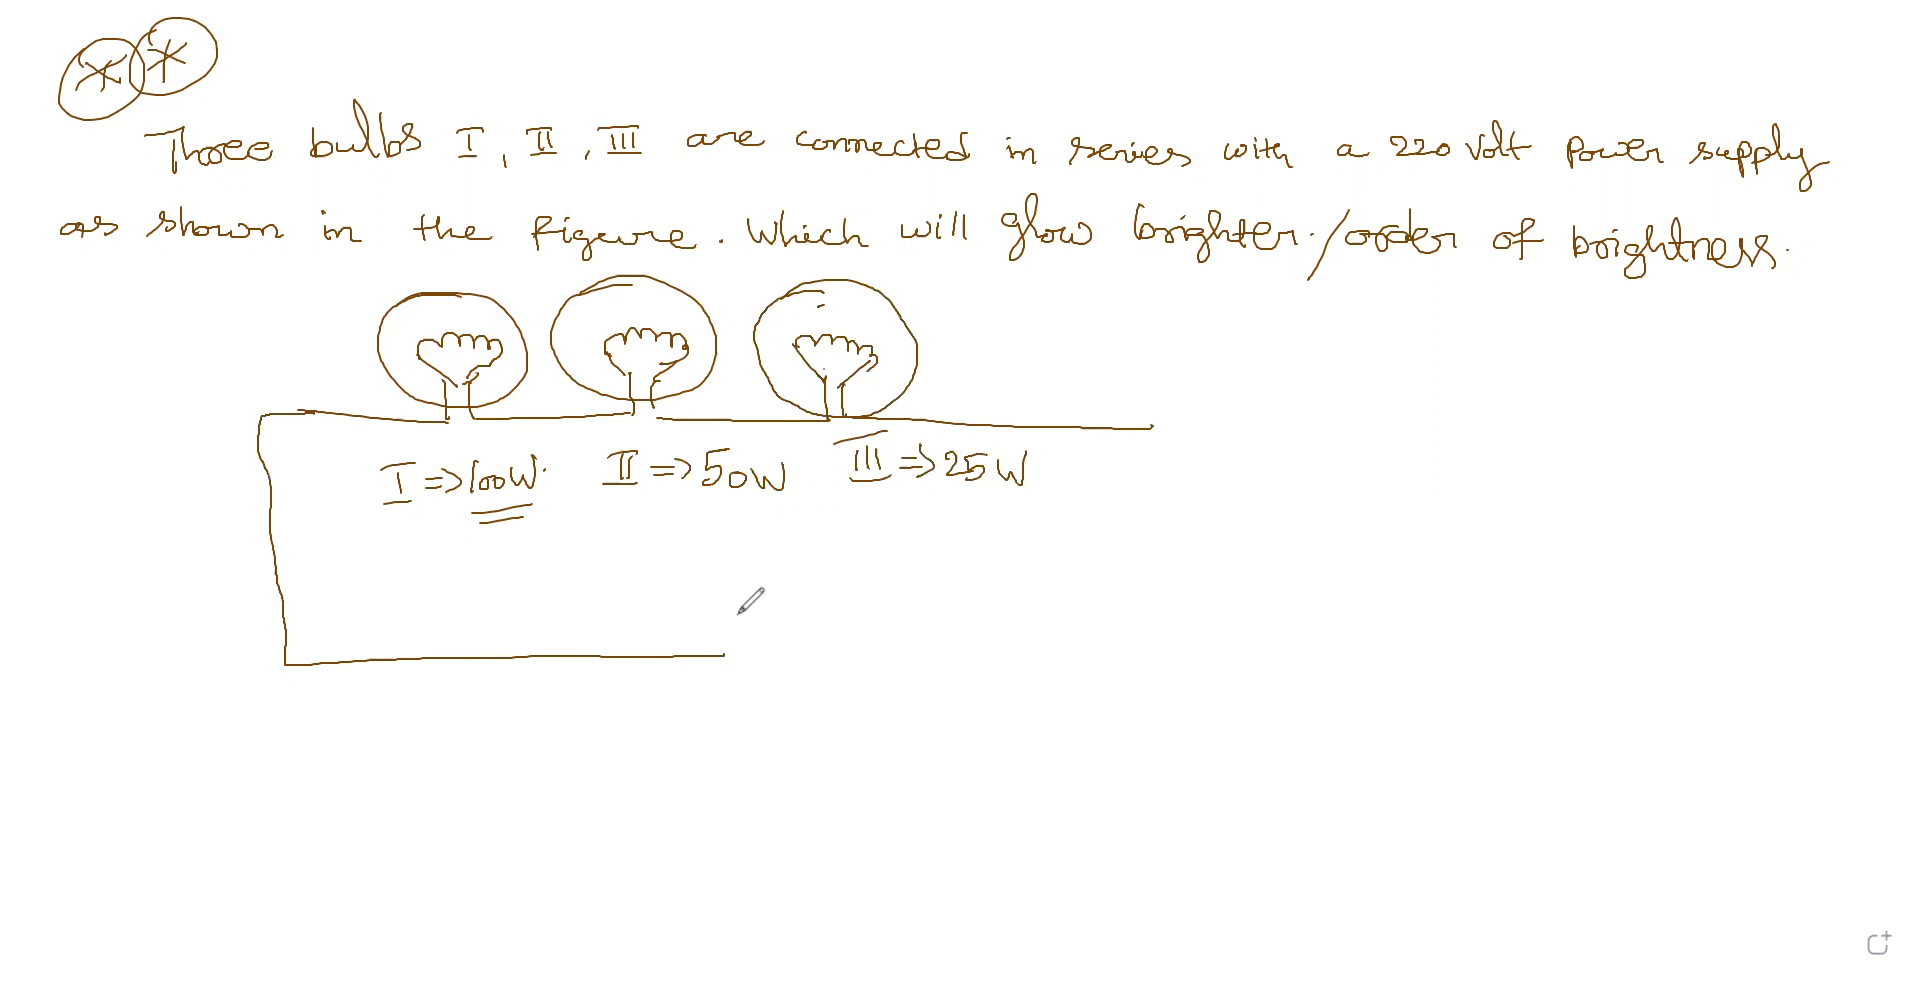 Three bulbs I, II, III are connected in series with a 220 Volt Power supply
as shown in the figure. Which will glow brighter./order of brightness.
I => 100W. II => 50W III => 25W